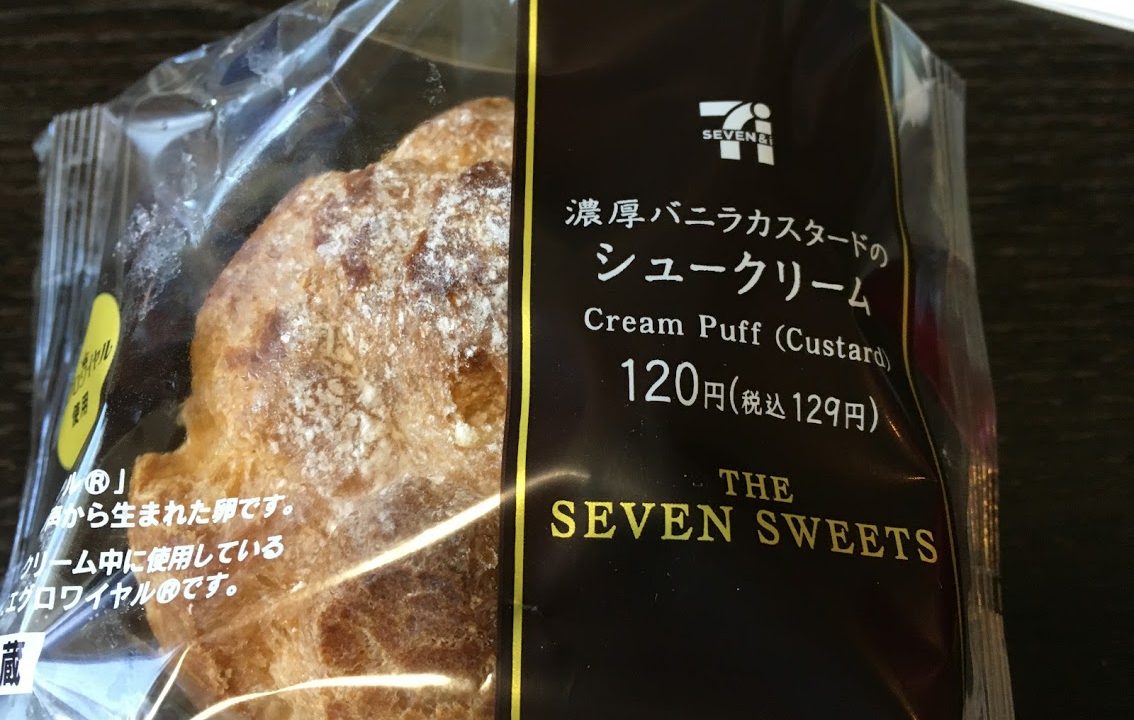 SEVEN&i
濃厚バニラカスタードの
シュークリーム
Cream Puff (Custard)
120円(税込129円)
THE
SEVEN SWEETS
使用
ル®」
から生まれた卵です。
クリーム中に使用している
エグロワイヤル®です。
蔵